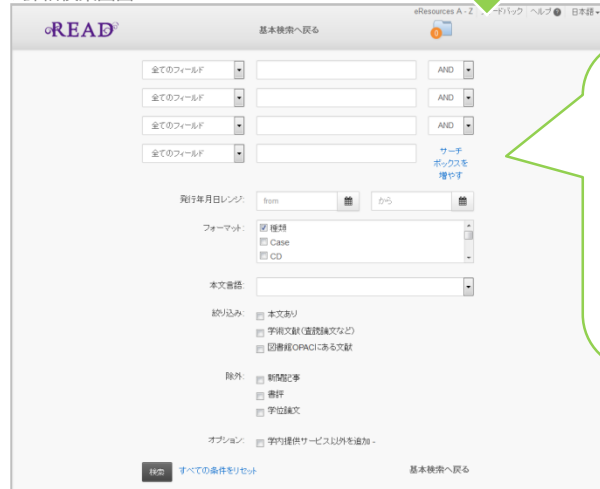 eResources A - Z フィードバック ヘルプ 日本語
READ
基本検索へ戻る
0
全てのフィールド AND
全てのフィールド AND
全てのフィールド AND
全てのフィールド サーチ
ボックスを
増やす
発行年月日レンジ: from から
フォーマット: 種類
Case
CD
本文言語:
絞り込み: 本文あり
学術文献(査読論文など)
図書館OPACにある文献
除外: 新聞記事
書評
学位論文
オプション: 学内提供サービス以外を追加 -
検索 すべての条件をリセット 基本検索へ戻る